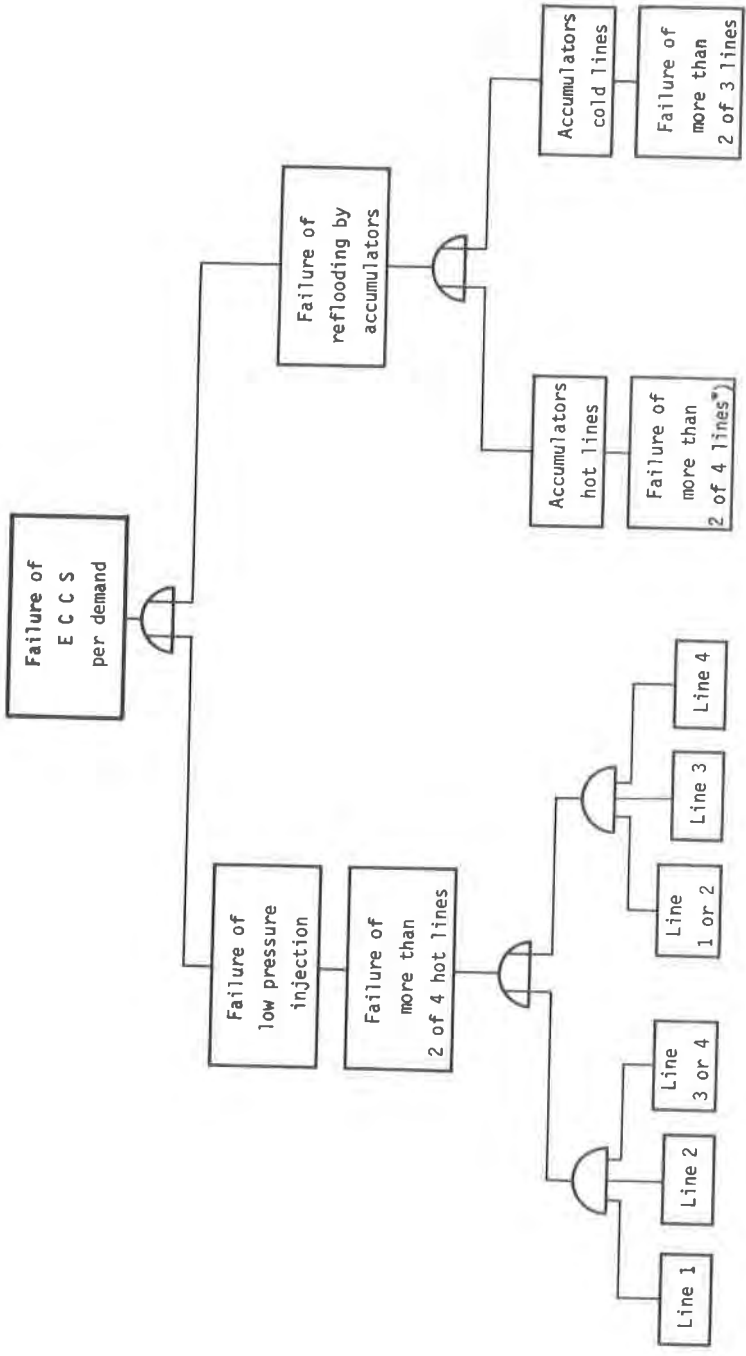 Failure of
E C C S
per demand
Failure of
low pressure
injection
Failure of
reflooding by
accumulators
Failure of
more than
2 of 4 hot lines
Accumulators
hot lines
Accumulators
cold lines
Failure of
more than
2 of 4 lines*)
Failure of
more than
2 of 3 lines
Line 1
Line 2
Line
3 or 4
Line
1 or 2
Line 3
Line 4